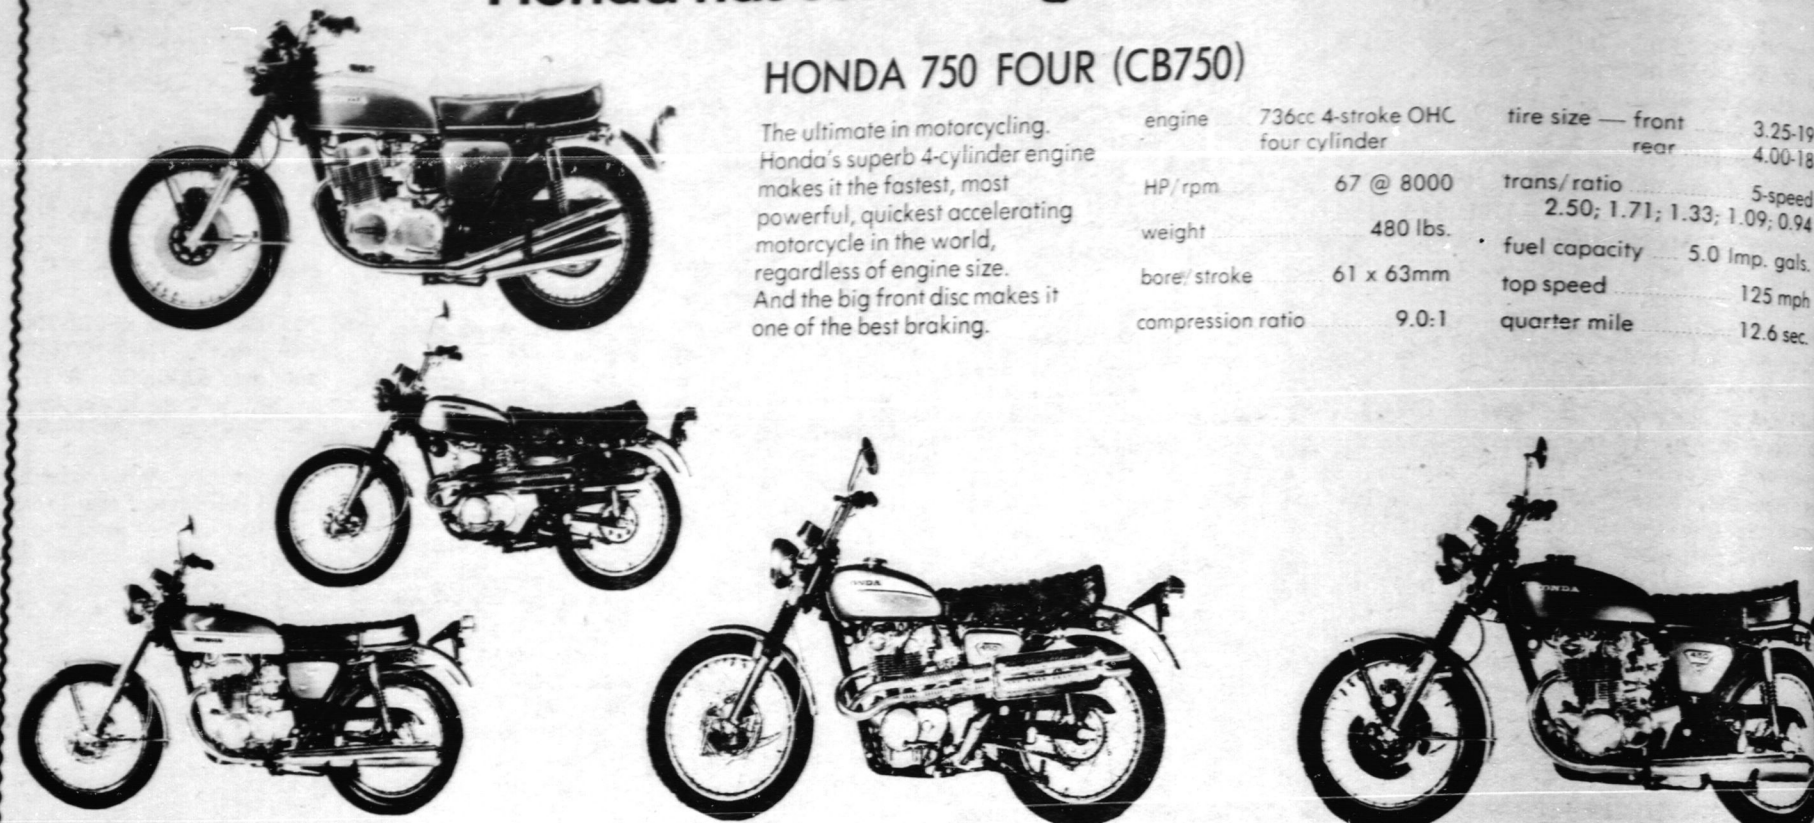 Honda
HONDA 750 FOUR (CB750)
The ultimate in motorcycling.
Honda's superb 4-cylinder engine
makes it the fastest, most
powerful, quickest accelerating
motorcycle in the world,
regardless of engine size.
And the big front disc makes it
one of the best braking.
engine 736cc 4-stroke OHC
four cylinder
HP/rpm 67 @ 8000
weight 480 lbs.
bore/stroke 61 x 63mm
compression ratio 9.0:1
tire size — front 3.25-19
rear 4.00-18
trans/ratio 5-speed
2.50; 1.71; 1.33; 1.09; 0.94
fuel capacity 5.0 Imp. gals.
top speed 125 mph
quarter mile 12.6 sec.
HONDA
HONDA
450